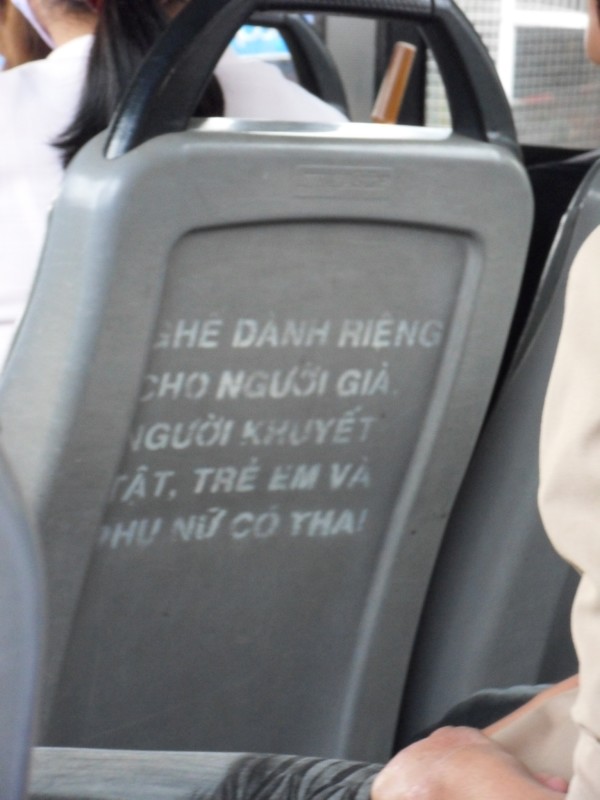 GHẾ DÀNH RIÊNG
CHO NGƯỜI GIÀ,
NGƯỜI KHUYẾT
TẬT, TRẺ EM VÀ
PHỤ NỮ CÓ THAI